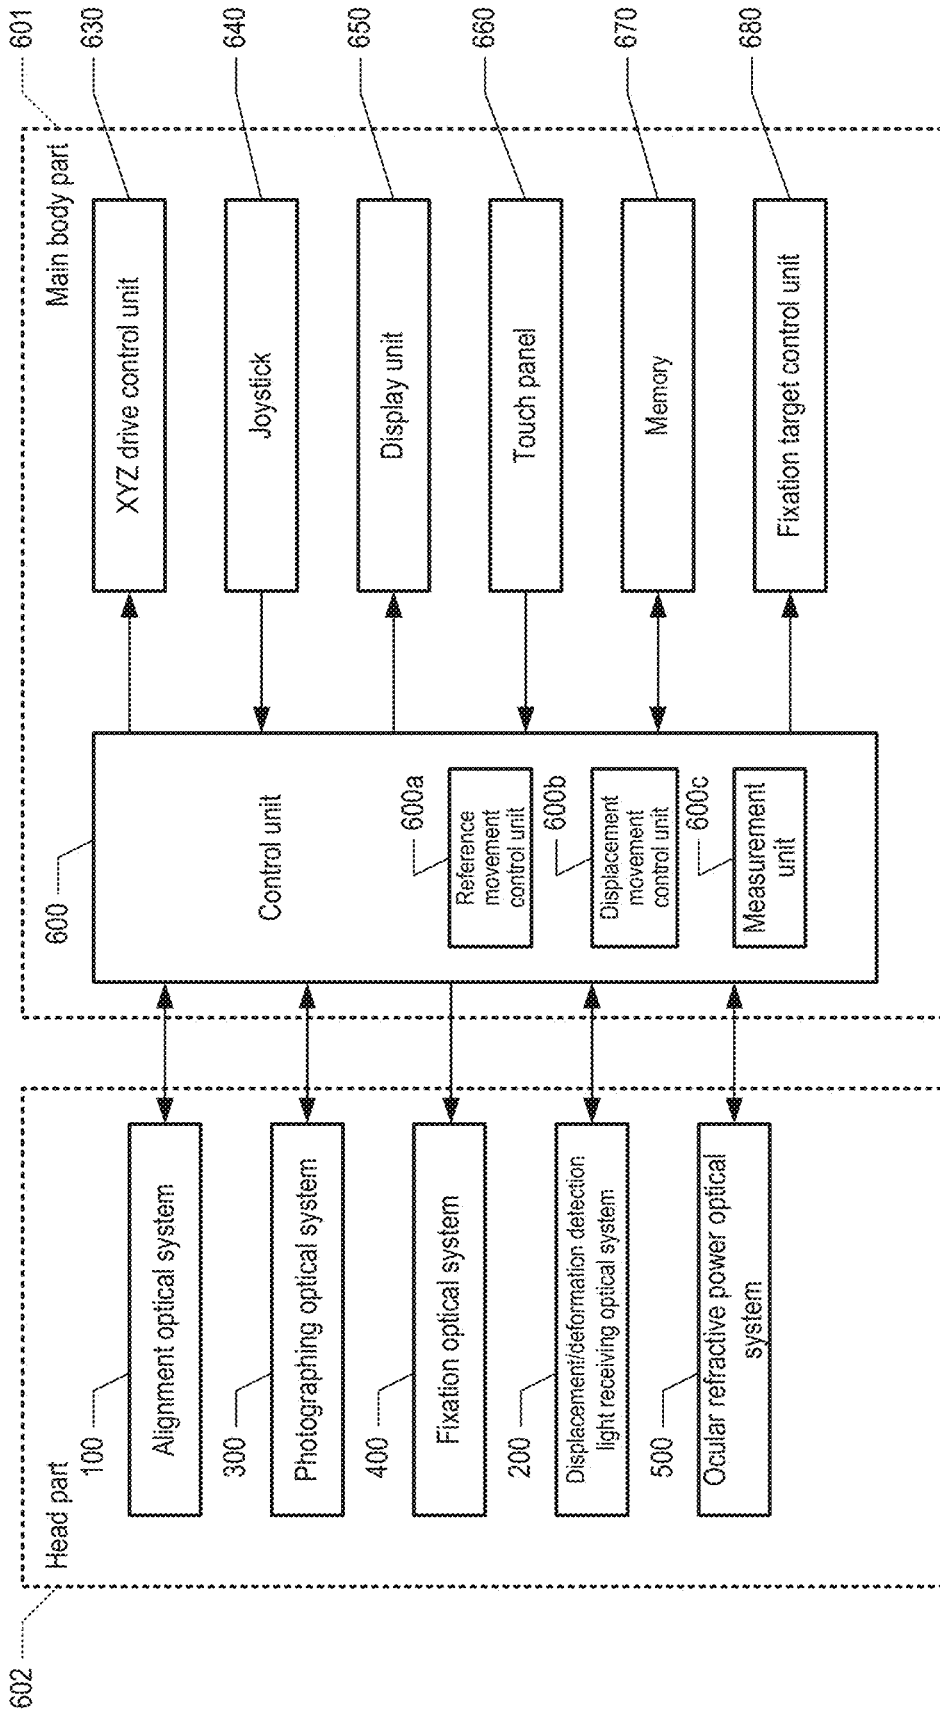 602
Head part
100
Alignment optical system
300
Photographing optical system
400
Fixation optical system
200
Displacement/deformation detection
light receiving optical system
500
Ocular refractive power optical
system
601
Main body part
600
Control unit
600a
Reference
movement
control unit
600b
Displacement
movement
control unit
600c
Measurement
unit
630
XYZ drive control unit
640
Joystick
650
Display unit
660
Touch panel
670
Memory
680
Fixation target control unit